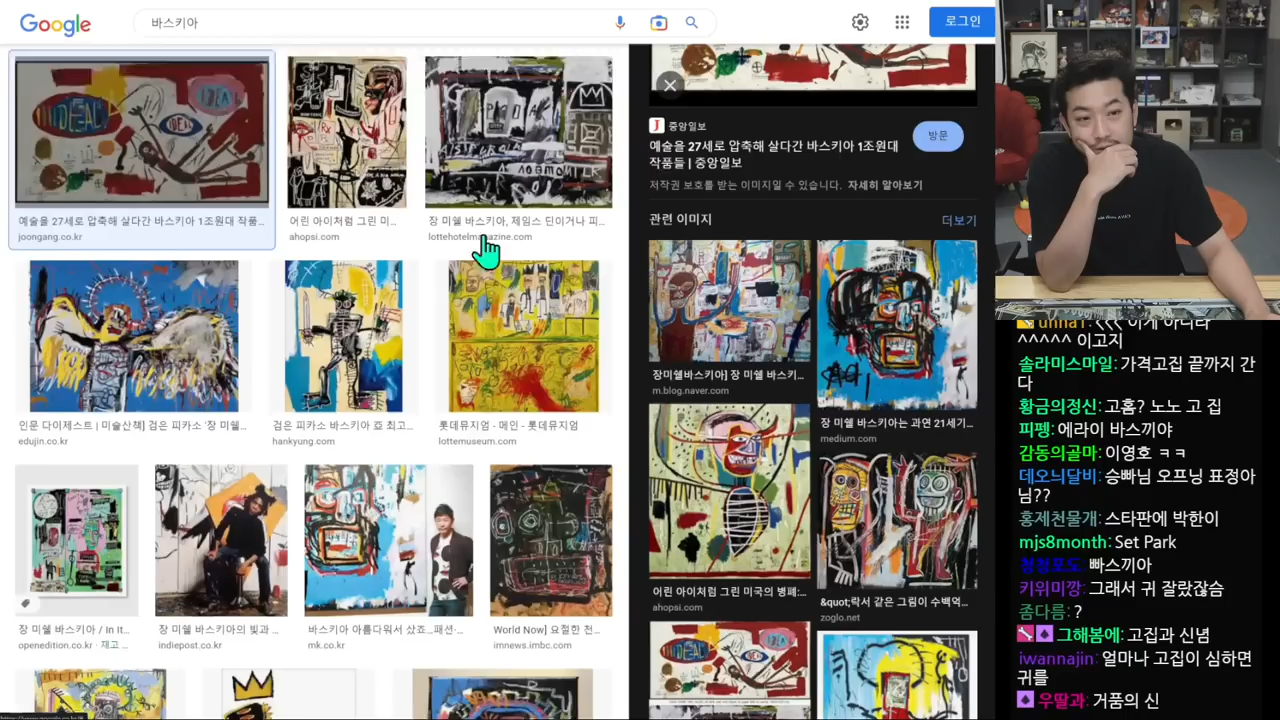 Google
바스키아
로그인
예술을 27세로 압축해 살다간 바스키아 1조원대 작품...
joongang.co.kr
어린 아이처럼 그린 미...
ahopsi.com
장 미쉘 바스키아, 제임스 딘이거나 피...
lottehotelmagazine.com
인문 다이제스트 | 미술산책] 검은 피카소 '장 미쉘...
edujin.co.kr
검은 피카소 바스키아 亞 최고...
hankyung.com
롯데뮤지엄 - 메인 - 롯데뮤지엄
lottemuseum.com
장 미쉘 바스키아 / In It...
openedition.co.kr · 재고 ...
장 미쉘 바스키아의 빛과 ...
indiepost.co.kr
바스키아 아름다워서 샀죠...패션·...
mk.co.kr
World Now] 요절한 천...
imnews.imbc.com
중앙일보
방문
예술을 27세로 압축해 살다간 바스키아 1조원대
작품들 | 중앙일보
저작권 보호를 받는 이미지일 수 있습니다. 자세히 알아보기
관련 이미지
더보기
장미쉘바스키아] 장 미쉘 바스키...
m.blog.naver.com
장 미쉘 바스키아는 과연 21세기...
medium.com
어린 아이처럼 그린 미국의 병폐:...
ahopsi.com
&quot;락서 같은 그림이 수백억...
zoglo.net
IDEAL
IDEAL
^^^^^ 이고지
솔라미스마일: 가격고집 끝까지 간
다
황금의정신: 고홈? 노노 고 집
피펭: 에라이 바스끼야
감동의골마: 이영호 ㅋㅋ
데오늬달비: 승빠님 오프닝 표정아
님??
홍제천물개: 스타판에 박한이
mjs8month: Set Park
청청포도: 빠스끼아
키위미깡: 그래서 귀 잘랐잖슴
좀다름: ?
그해봄에: 고집과 신념
iwannajin: 얼마나 고집이 심하면
귀를
우딸과: 거품의 신